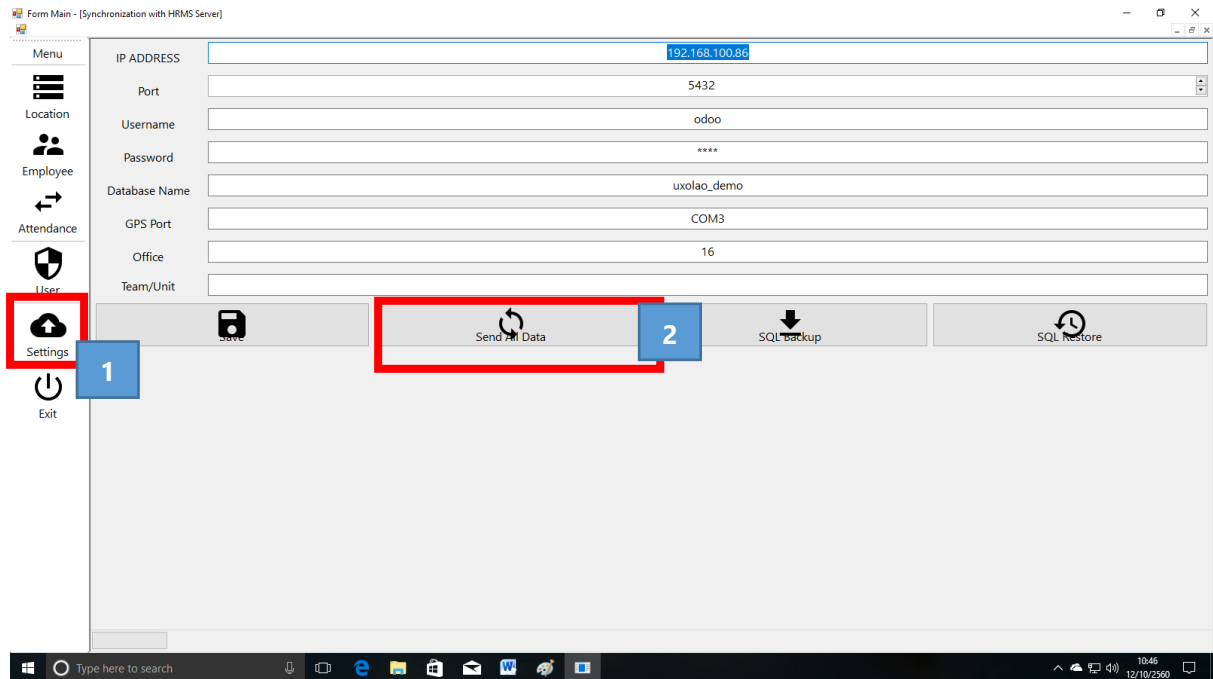 Form Main - [Synchronization with HRMS Server]
Menu
Location
Employee
Attendance
User
Settings
Exit
IP ADDRESS 192.168.100.86
Port 5432
Username odoo
Password ****
Database Name uxolao_demo
GPS Port COM3
Office 16
Team/Unit
Save
Send All Data
SQL Backup
SQL Restore
1
2
Type here to search
10:46
12/10/2560